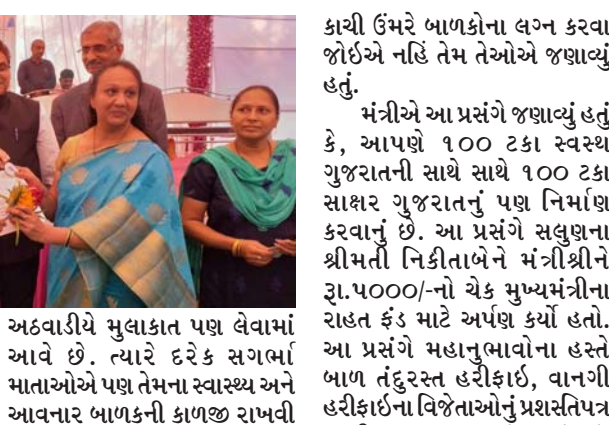 અઠવાડીયે મુલાકાત પણ લેવામાં
આવે છે. ત્યારે દરેક સગર્ભા
માતાઓએ પણ તેમના સ્વાસ્થ્ય અને
આવનાર બાળકની કાળજી રાખવી
કાચી ઉંમરે બાળકોના લગ્ન કરવા
જોઇએ નહિં તેમ તેઓએ જણાવ્યું
હતું.
મંત્રીએ આ પ્રસંગે જણાવ્યું હતું
કે, આપણે ૧૦૦ ટકા સ્વસ્થ
ગુજરાતની સાથે સાથે ૧૦૦ ટકા
સાક્ષર ગુજરાતનું પણ નિર્માણ
કરવાનું છે. આ પ્રસંગે સલુણના
શ્રીમતી નિકીતાબેને મંત્રીશ્રીને
રૂા.૫૦૦૦/-નો ચેક મુખ્યમંત્રીના
રાહત ફંડ માટે અર્પણ કર્યો હતો.
આ પ્રસંગે મહાનુભાવોના હસ્તે
બાળ તંદુરસ્ત હરીફાઇ, વાનગી
હરીફાઇના વિજેતાઓનું પ્રશસ્તિપત્ર